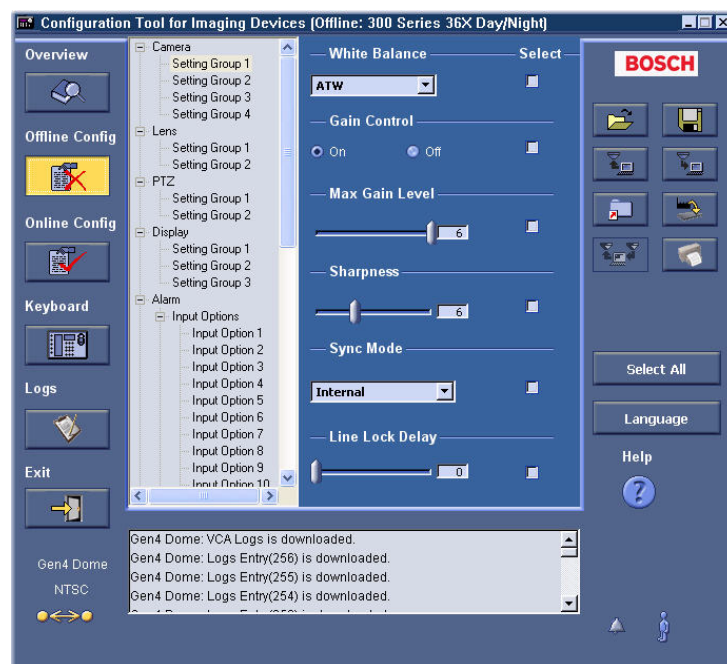 Configuration Tool for Imaging Devices (Offline: 300 Series 36X Day/Night)
Overview
Offline Config
Online Config
Keyboard
Logs
Exit
Gen4 Dome
NTSC
Camera
Setting Group 1
Setting Group 2
Setting Group 3
Setting Group 4
Lens
Setting Group 1
Setting Group 2
PTZ
Setting Group 1
Setting Group 2
Display
Setting Group 1
Setting Group 2
Setting Group 3
Alarm
Input Options
Input Option 1
Input Option 2
Input Option 3
Input Option 4
Input Option 5
Input Option 6
Input Option 7
Input Option 8
Input Option 9
Input Option 10
White Balance Select
ATW
Gain Control
On Off
Max Gain Level
6
Sharpness
6
Sync Mode
Internal
Line Lock Delay
0
BOSCH
Select All
Language
Help
?
Gen4 Dome: VCA Logs is downloaded.
Gen4 Dome: Logs Entry(256) is downloaded.
Gen4 Dome: Logs Entry(255) is downloaded.
Gen4 Dome: Logs Entry(254) is downloaded.